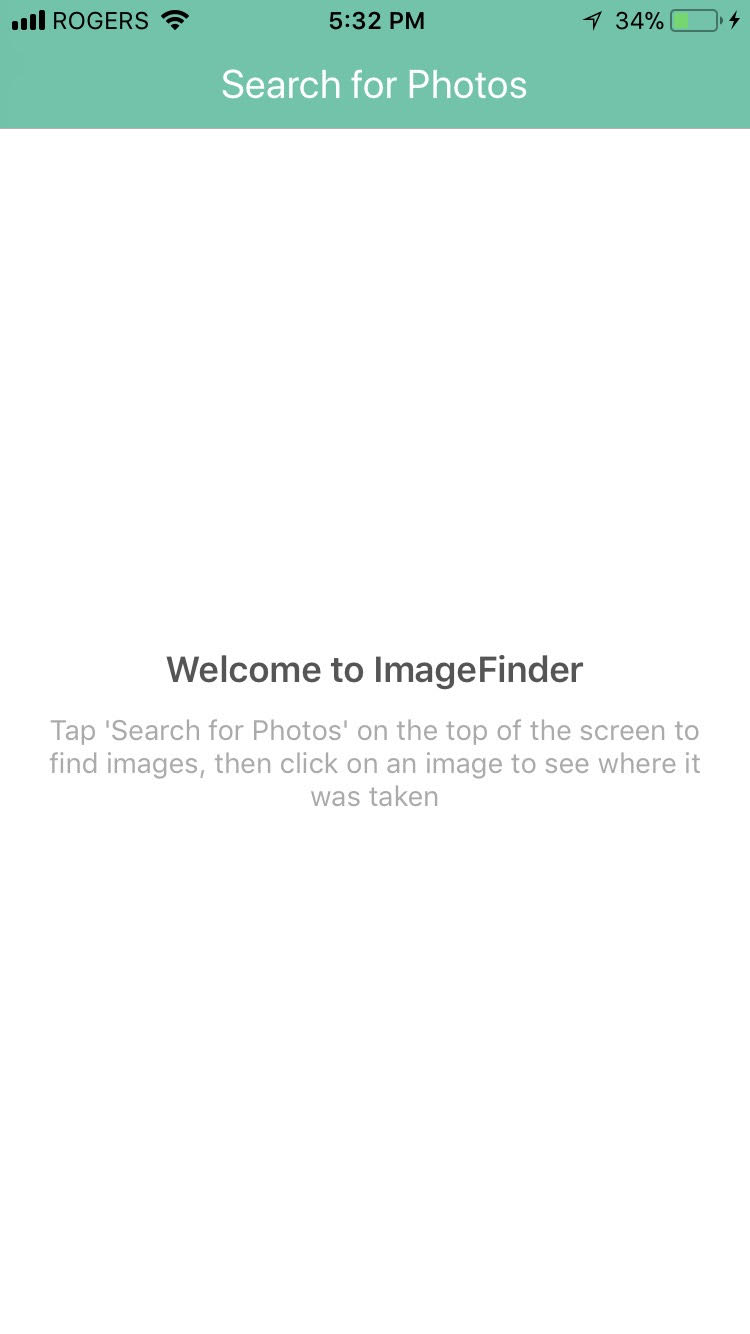 ROGERS 5:32 PM 34%
Search for Photos
Welcome to ImageFinder
Tap 'Search for Photos' on the top of the screen to
find images, then click on an image to see where it
was taken